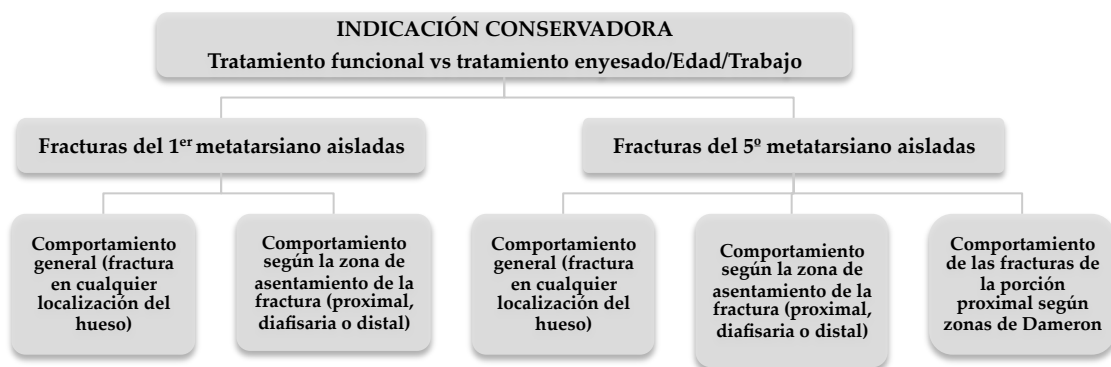 INDICACIÓN CONSERVADORA
Tratamiento funcional vs tratamiento enyesado/Edad/Trabajo
Fracturas del 1er metatarsiano aisladas
Fracturas del 5º metatarsiano aisladas
Comportamiento
general (fractura
en cualquier
localización del
hueso)
Comportamiento
según la zona de
asentamiento de la
fractura (proximal,
diafisaria o distal)
Comportamiento
general (fractura
en cualquier
localización del
hueso)
Comportamiento
según la zona de
asentamiento de la
fractura (proximal,
diafisaria o distal)
Comportamiento
de las fracturas de
la porción
proximal según
zonas de Dameron